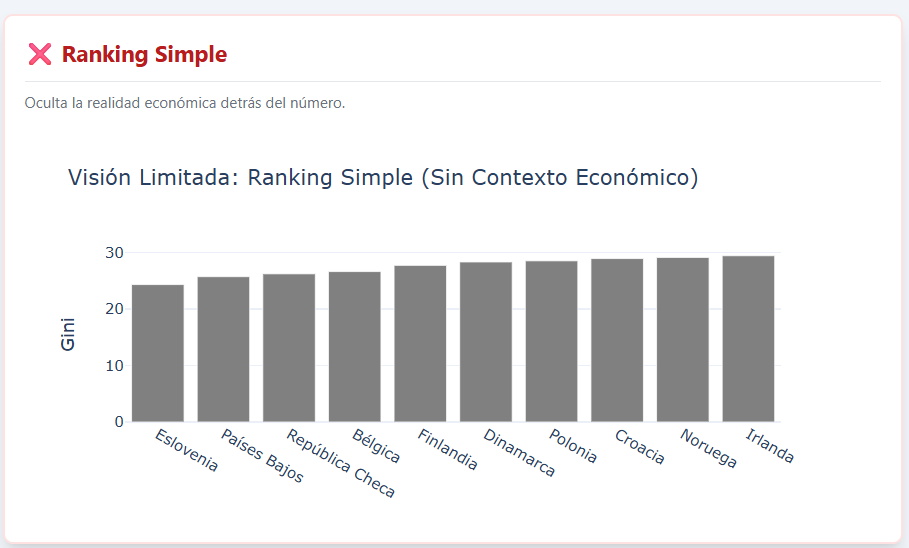 ❌ Ranking Simple
Oculta la realidad económica detrás del número.
Visión Limitada: Ranking Simple (Sin Contexto Económico)
Gini
30
20
10
0
Eslovenia
Países Bajos
República Checa
Bélgica
Finlandia
Dinamarca
Polonia
Croacia
Noruega
Irlanda